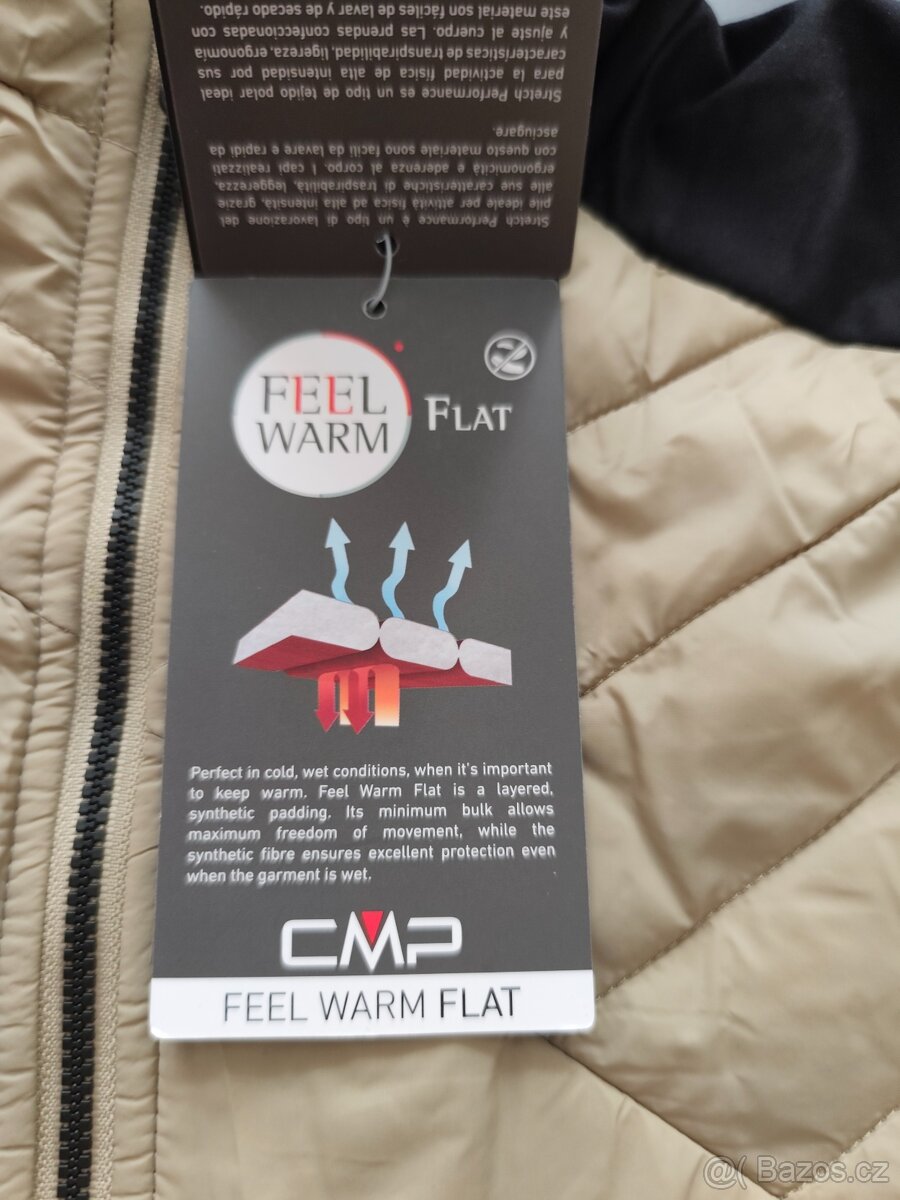 Stretch Performance è un tipo di lavorazione del
pile ideale per attività fisica ad alta intensità, grazie
alle sue caratteristiche di traspirabilità, leggerezza,
ergonomicità e aderenza al corpo. I capi realizzati
con questo materiale sono facili da lavare e rapidi da
asciugare.
Stretch Performance es un tipo de tejido polar ideal
para la actividad física de alta de intensidad por sus
características de transpirabilidad, ligereza, ergonomía
y ajuste al cuerpo. Las prendas confeccionadas con
este material son fáciles de lavar y de secado rápido.
FEEL
WARM
FLAT
Perfect in cold, wet conditions, when it's important
to keep warm. Feel Warm Flat is a layered,
synthetic padding. Its minimum bulk allows
maximum freedom of movement, while the
synthetic fibre ensures excellent protection even
when the garment is wet.
CMP
FEEL WARM FLAT
@( Bazos.cz